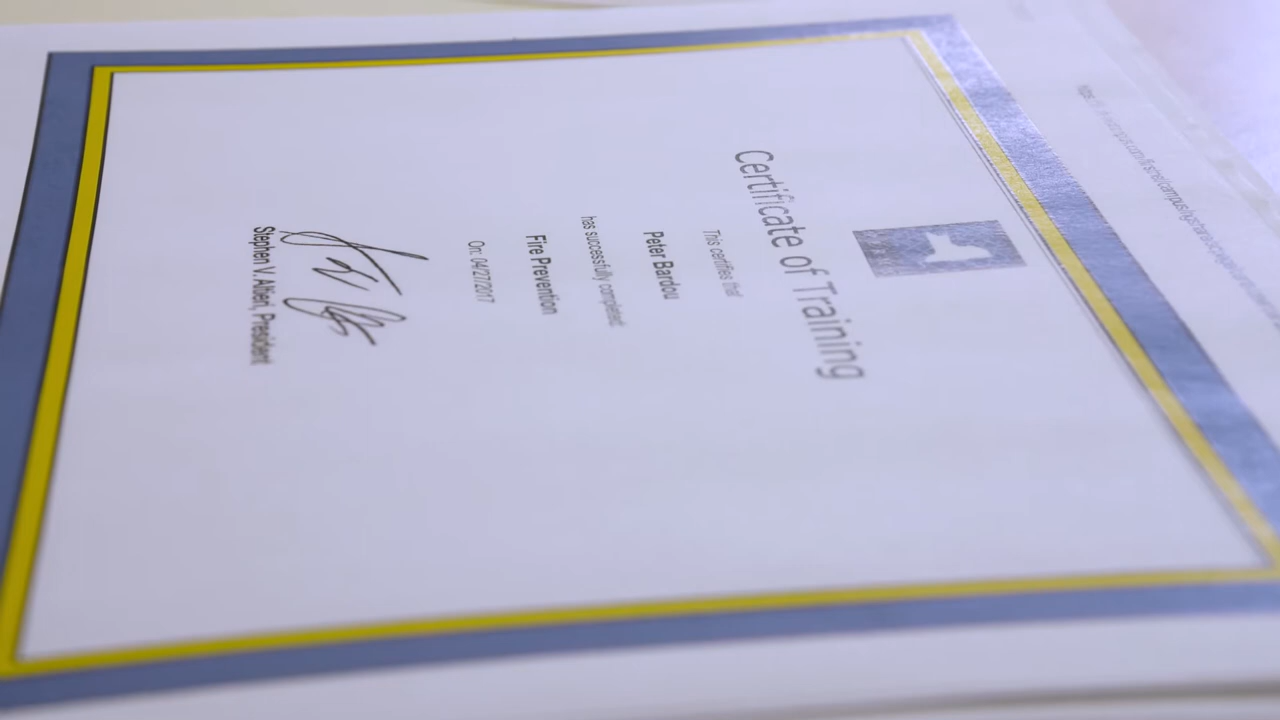 Certificate of Training
This certifies that
Peter Bardou
has successfully completed:
Fire Prevention
On: 04/27/2017
Stephen V. Altieri, President